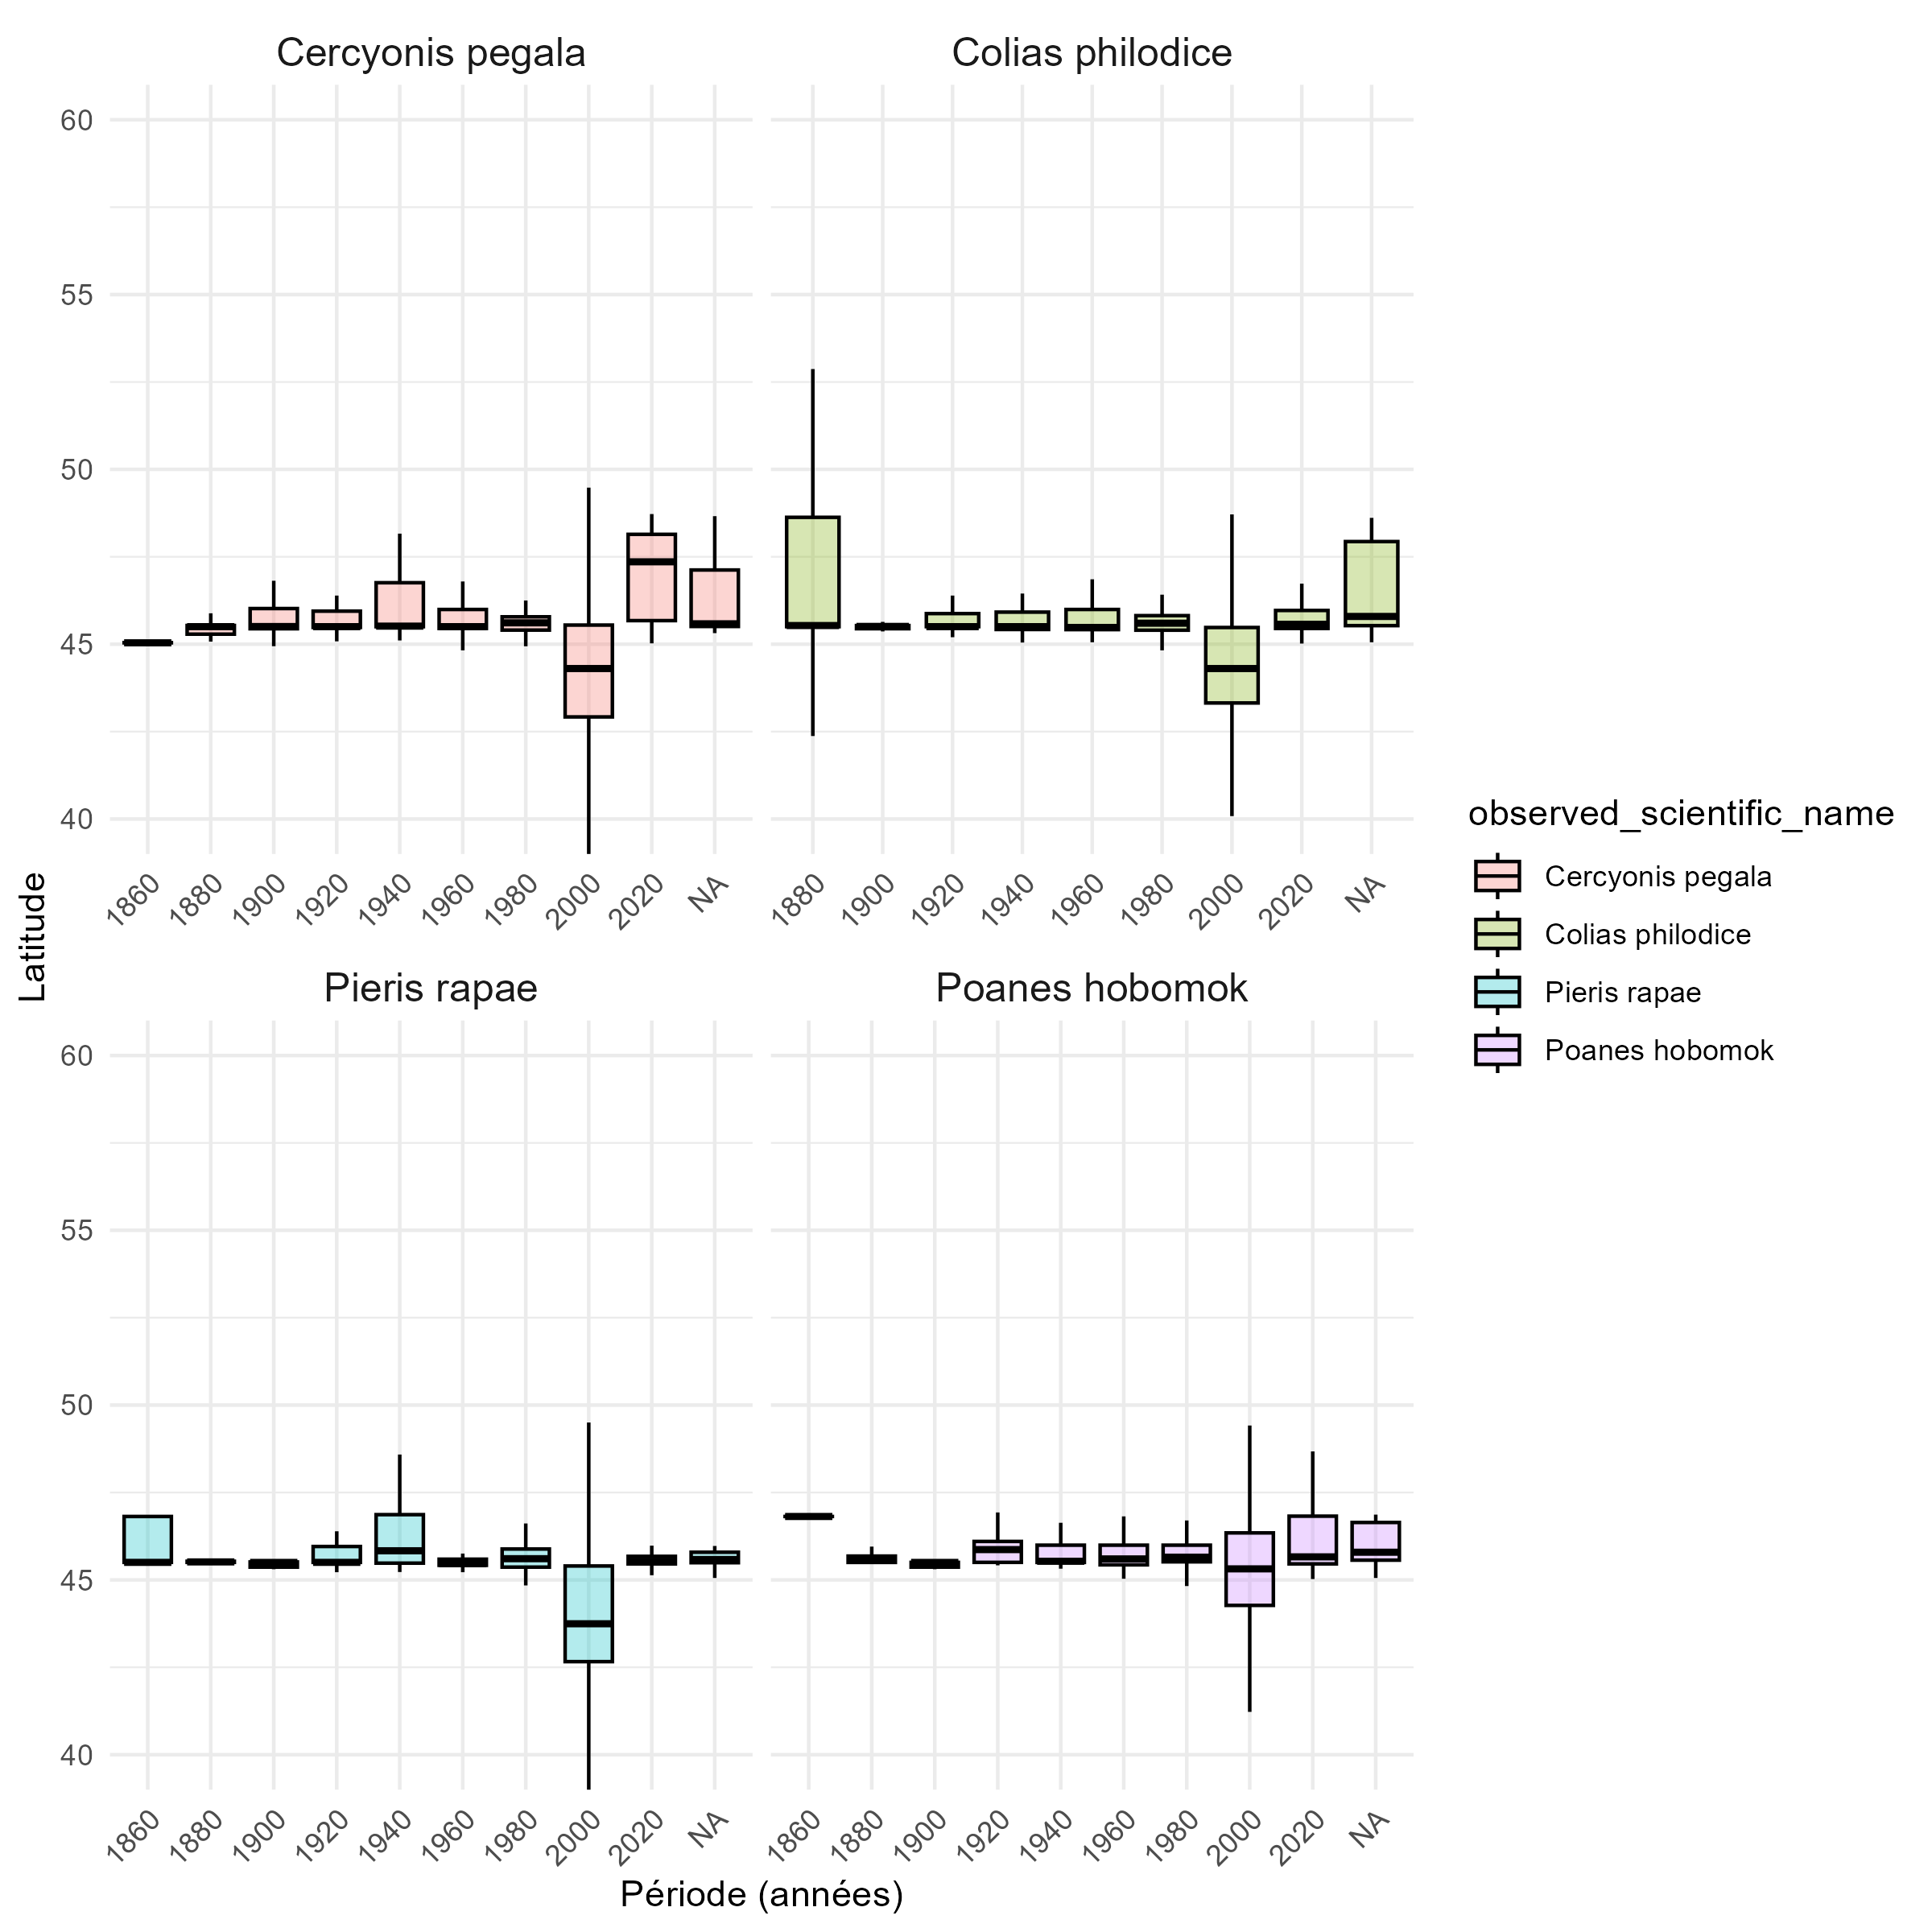 Cercyonis pegala
Colias philodice
60
55
50
45
40
1860 1880 1900 1920 1940 1960 1980 2000 2020 NA
1880 1900 1920 1940 1960 1980 2000 2020 NA
Latitude
Pieris rapae
Poanes hobomok
60
55
50
45
40
1860 1880 1900 1920 1940 1960 1980 2000 2020 NA
1860 1880 1900 1920 1940 1960 1980 2000 2020 NA
Période (années)
observed_scientific_name
Cercyonis pegala
Colias philodice
Pieris rapae
Poanes hobomok